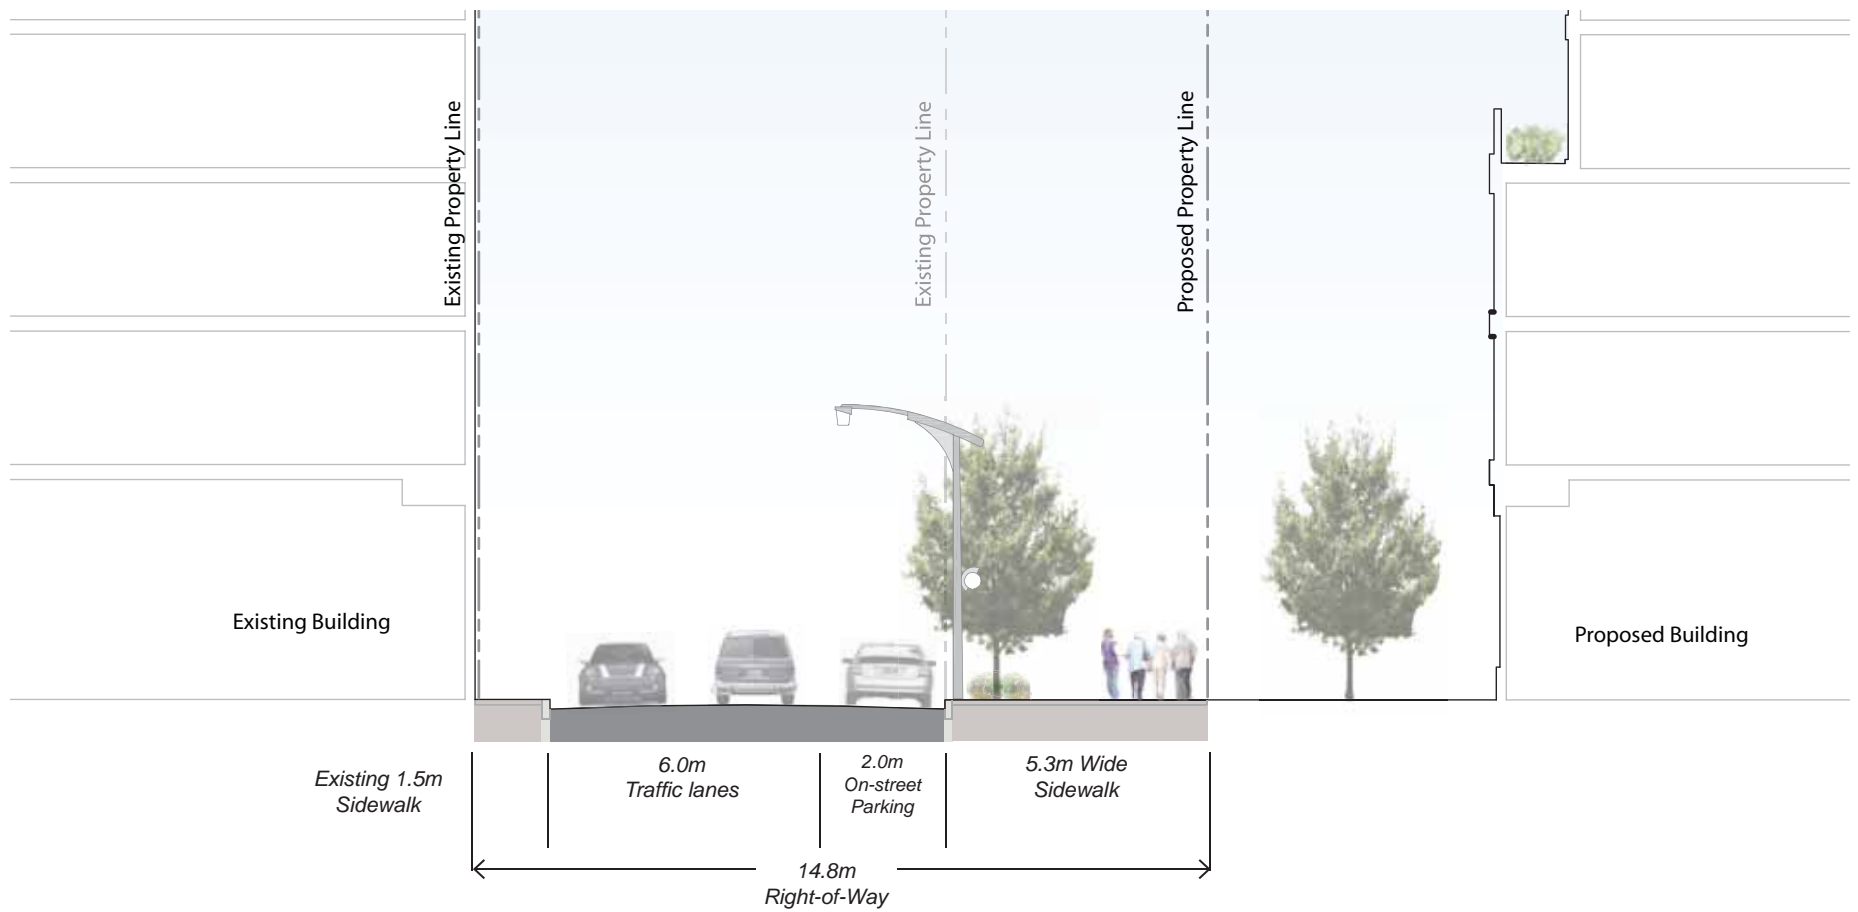 Existing Property Line
Existing Property Line
Proposed Property Line
Existing Building
Proposed Building
Existing 1.5m
Sidewalk
6.0m
Traffic lanes
2.0m
On-street
Parking
5.3m Wide
Sidewalk
14.8m
Right-of-Way